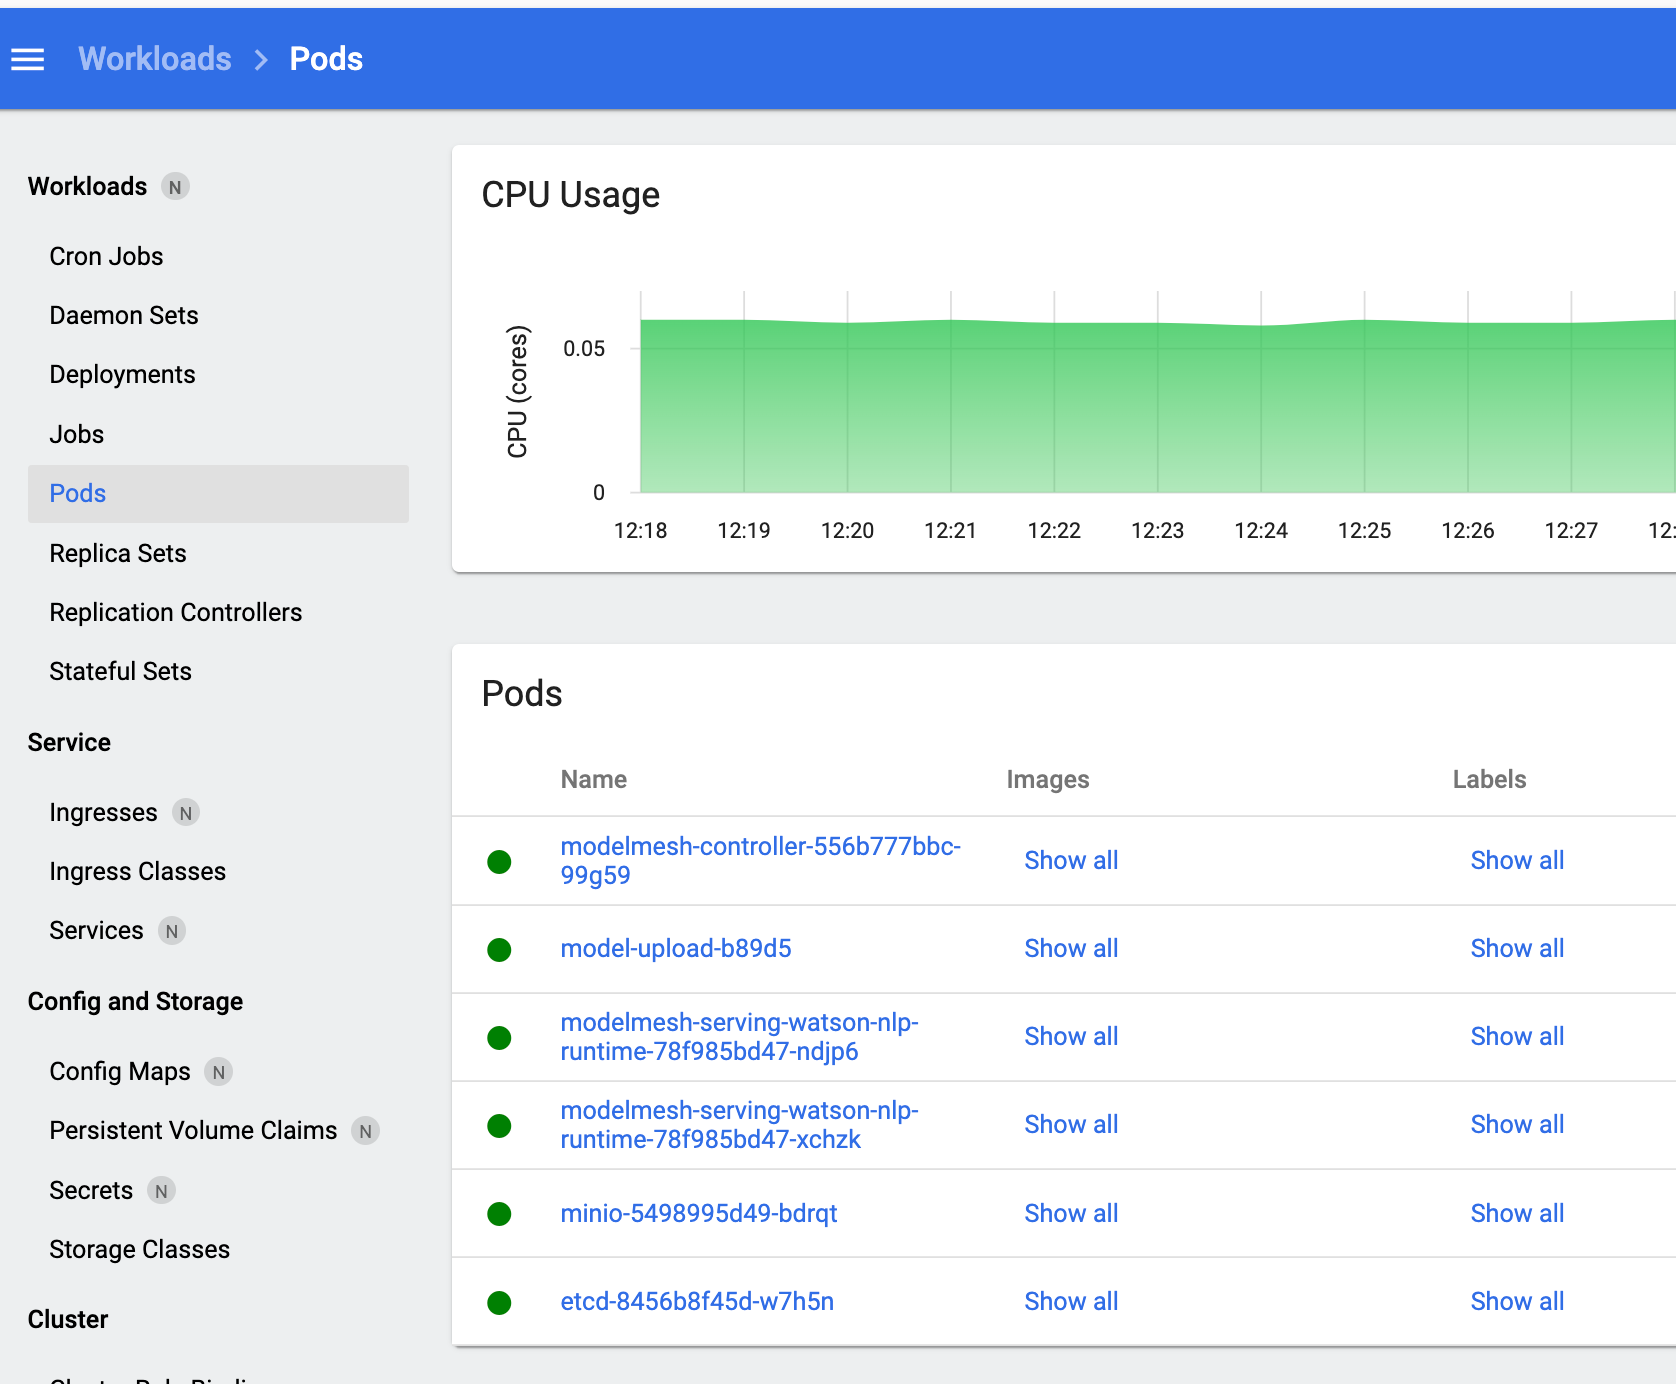 Workloads > Pods
Workloads N
Cron Jobs
Daemon Sets
Deployments
Jobs
Pods
Replica Sets
Replication Controllers
Stateful Sets
Service
Ingresses N
Ingress Classes
Services N
Config and Storage
Config Maps N
Persistent Volume Claims N
Secrets N
Storage Classes
Cluster
CPU Usage
CPU (cores)
0.05
0
12:18 12:19 12:20 12:21 12:22 12:23 12:24 12:25 12:26 12:27 12:
Pods
Name Images Labels
modelmesh-controller-556b777bbc-
99g59
Show all Show all
model-upload-b89d5 Show all Show all
modelmesh-serving-watson-nlp-
runtime-78f985bd47-ndjp6
Show all Show all
modelmesh-serving-watson-nlp-
runtime-78f985bd47-xchzk
Show all Show all
minio-5498995d49-bdrqt Show all Show all
etcd-8456b8f45d-w7h5n Show all Show all